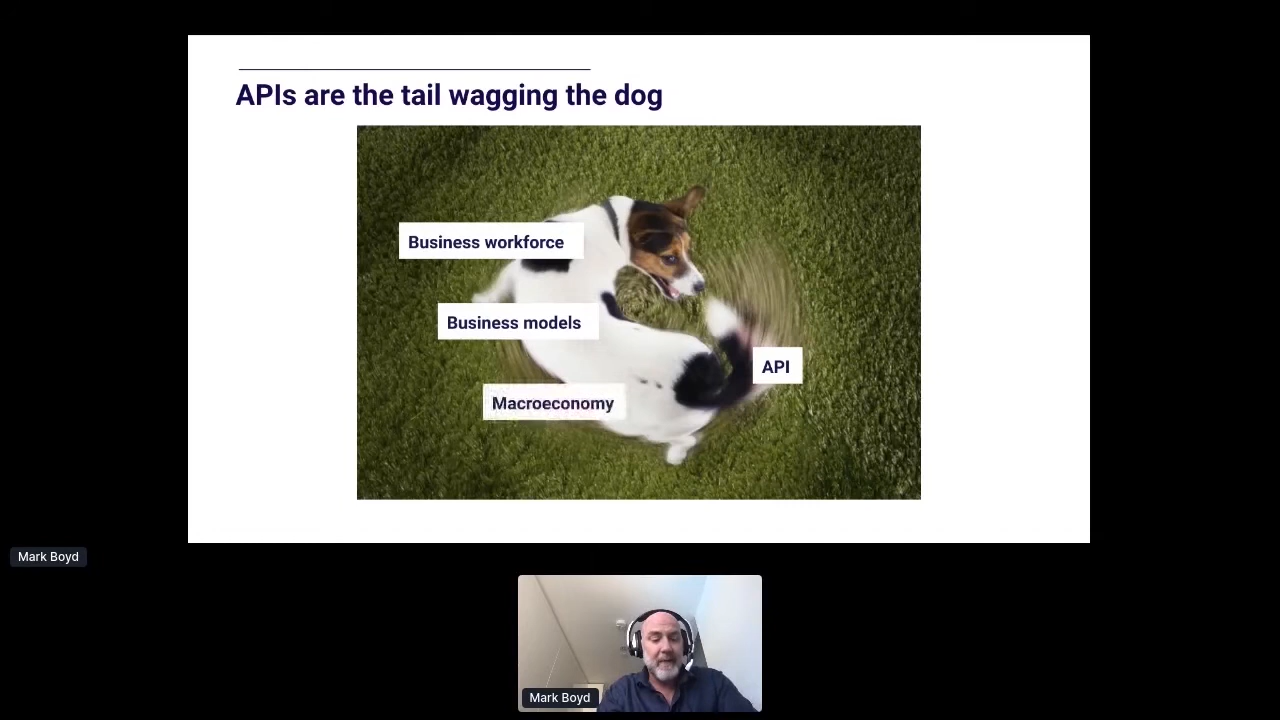 APIs are the tail wagging the dog
Business workforce
Business models
API
Macroeconomy
Mark Boyd
Mark Boyd